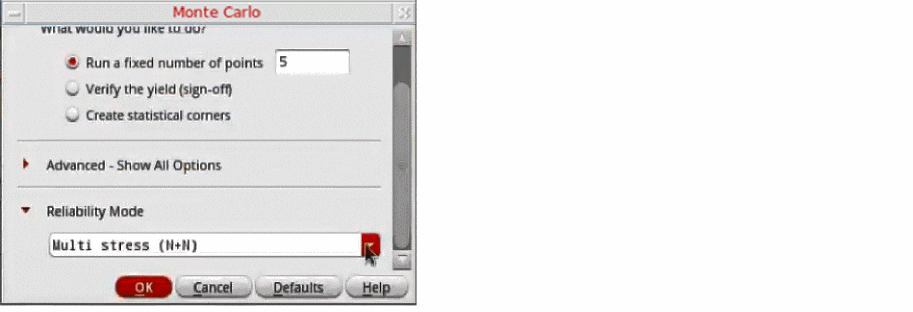 Monte Carlo
What would you like to do?
Run a fixed number of points 5
Verify the yield (sign-off)
Create statistical corners
Advanced - Show All Options
Reliability Mode
Multi stress (N+N)
OK Cancel Defaults Help